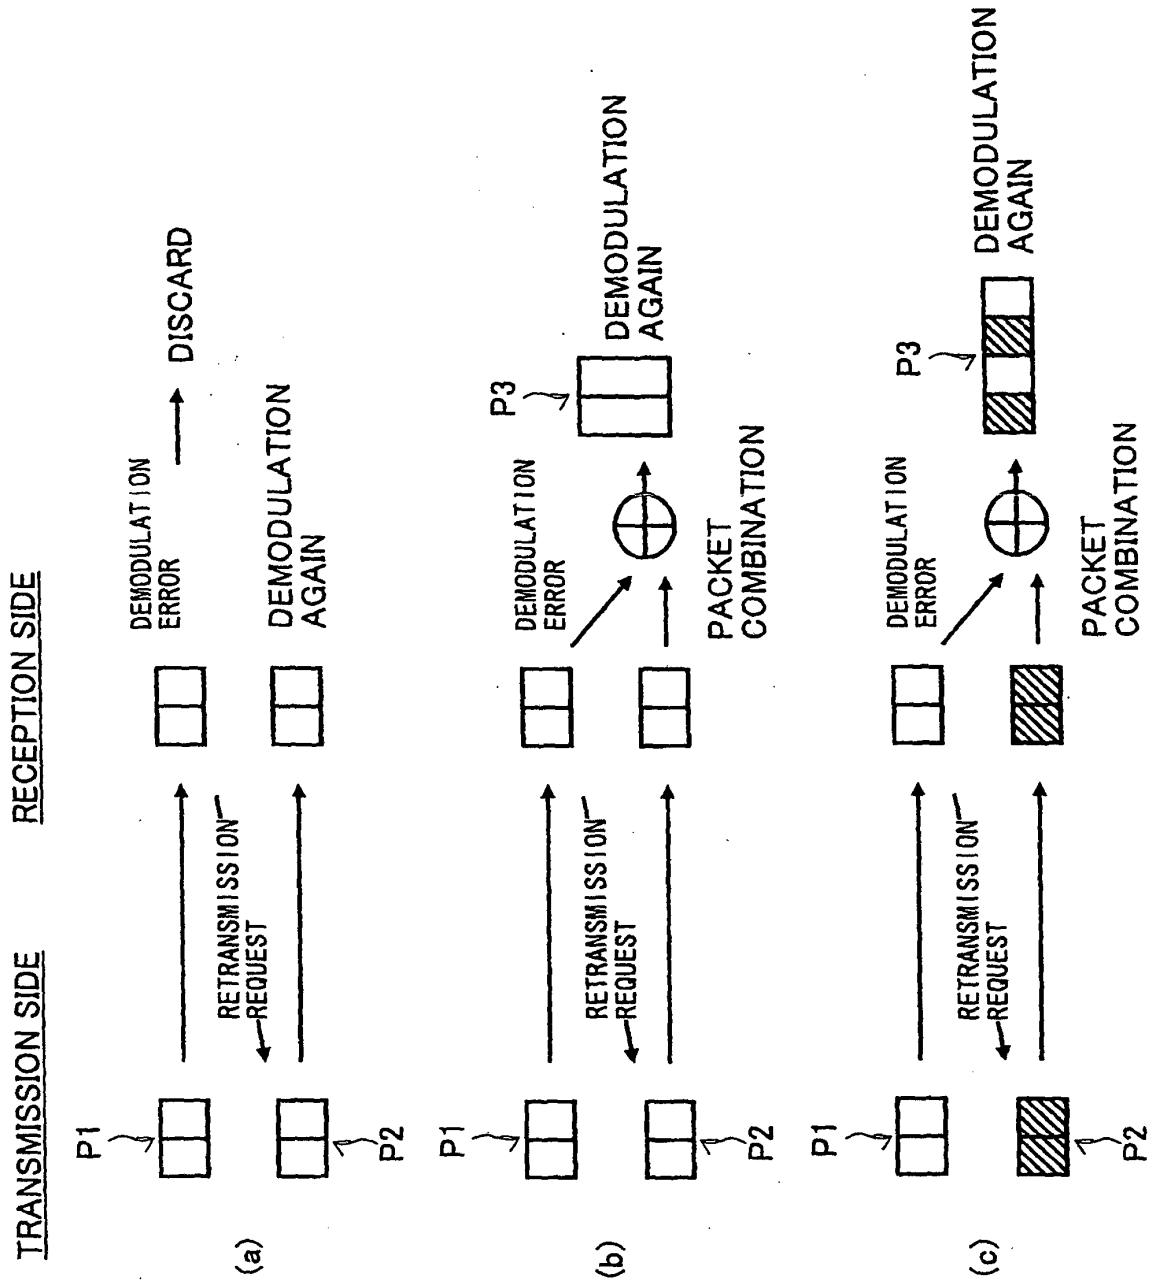 TRANSMISSION SIDE
RECEPTION SIDE
(a)
P1
DEMODULATION
ERROR
DISCARD
RETRANSMISSION
REQUEST
P2
DEMODULATION
AGAIN
(b)
P1
DEMODULATION
ERROR
P3
RETRANSMISSION
REQUEST
DEMODULATION
AGAIN
P2
PACKET
COMBINATION
(c)
P1
DEMODULATION
ERROR
P3
RETRANSMISSION
REQUEST
DEMODULATION
AGAIN
P2
PACKET
COMBINATION